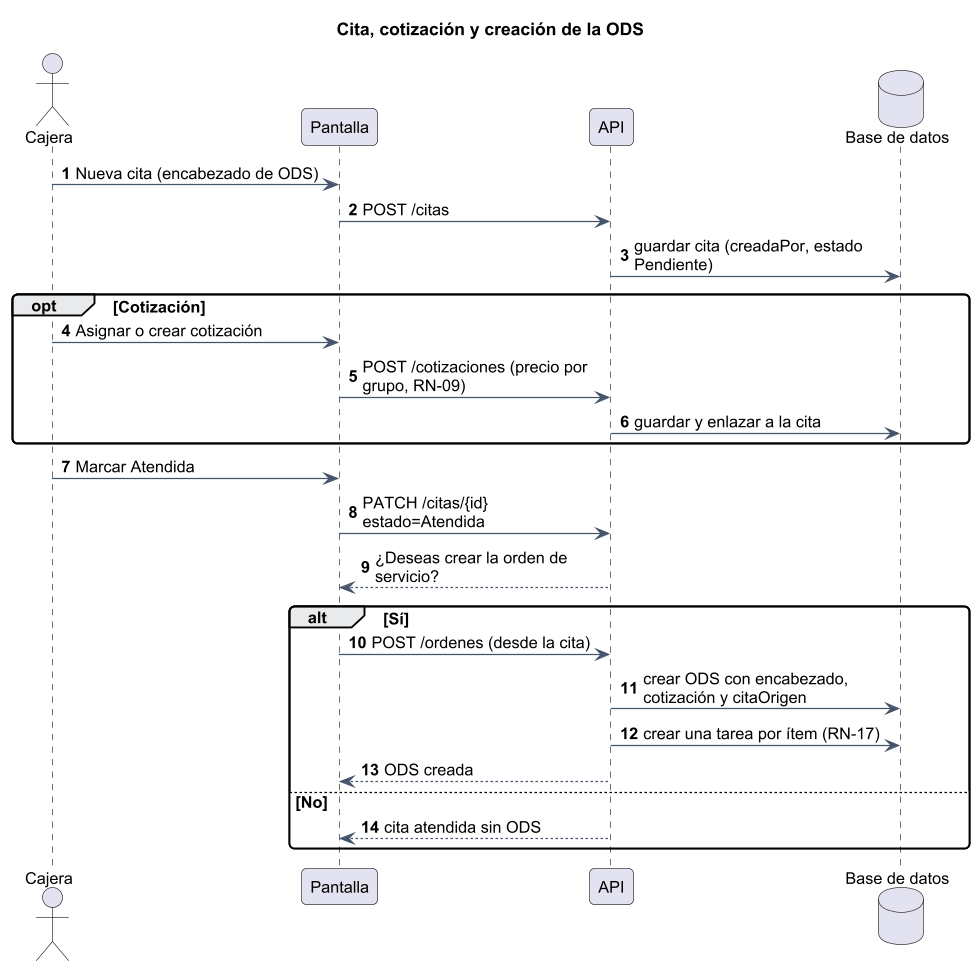 Cita, cotización y creación de la ODS
Cajera
Pantalla
API
Base de datos
1 Nueva cita (encabezado de ODS)
2 POST /citas
3 guardar cita (creadaPor, estado
Pendiente)
opt [Cotización]
4 Asignar o crear cotización
5 POST /cotizaciones (precio por
grupo, RN-09)
6 guardar y enlazar a la cita
7 Marcar Atendida
8 PATCH /citas/{id}
estado=Atendida
9 ¿Deseas crear la orden de
servicio?
alt [Sí]
10 POST /ordenes (desde la cita)
11 crear ODS con encabezado,
cotización y citaOrigen
12 crear una tarea por ítem (RN-17)
13 ODS creada
[No]
14 cita atendida sin ODS
Cajera
Pantalla
API
Base de datos